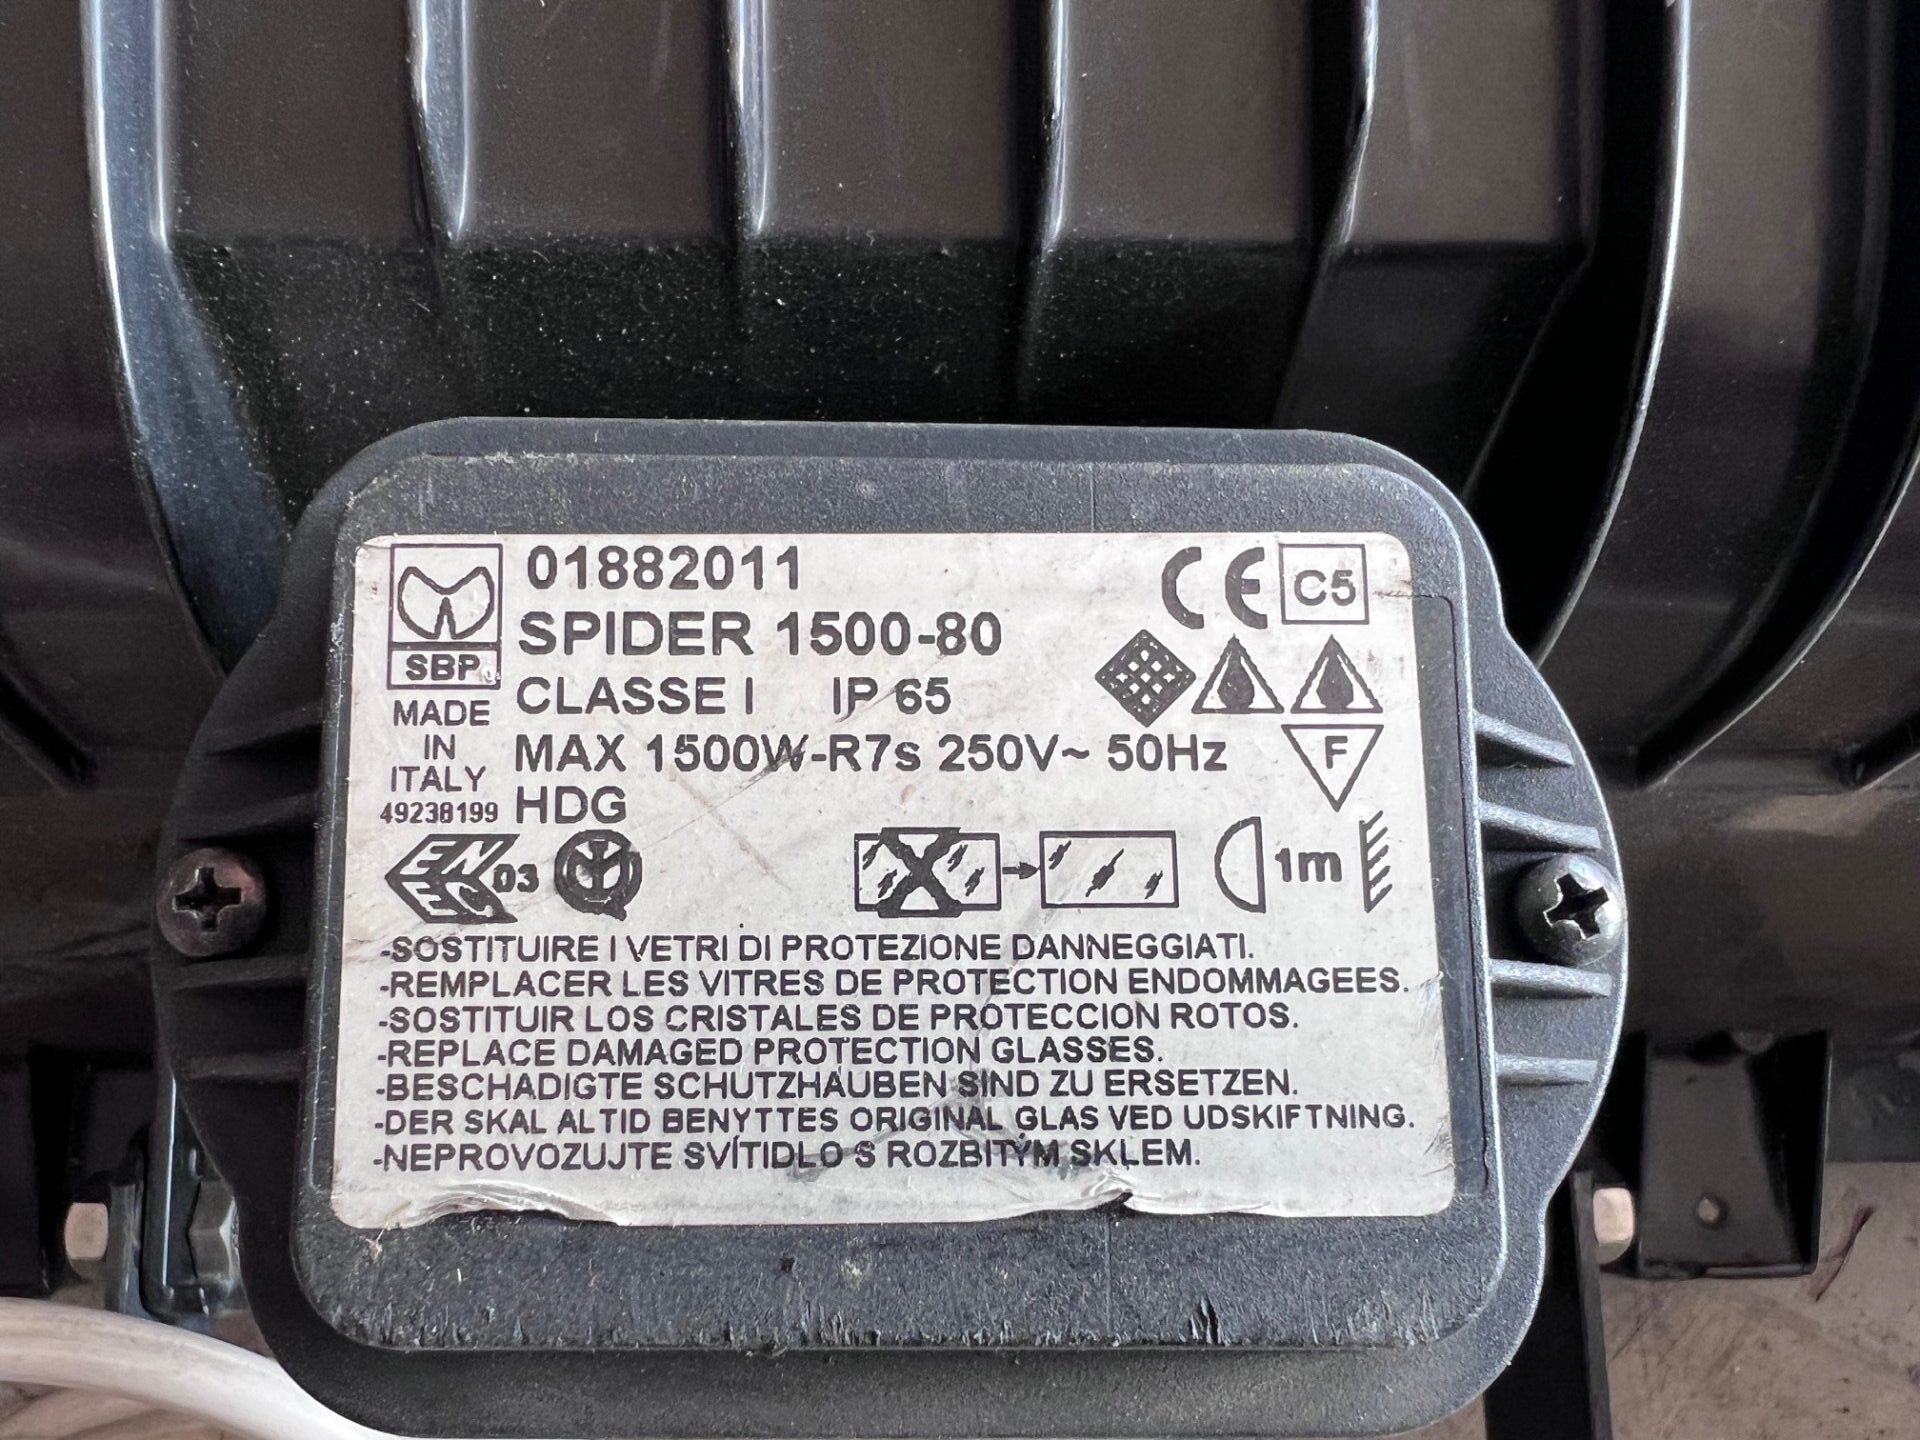 01882011
CE C5
SPIDER 1500-80
SBP
CLASSE I IP 65
MADE
IN
ITALY
MAX 1500W-R7s 250V~ 50Hz
F
49238199
HDG
ENEC 03
1m
-SOSTITUIRE I VETRI DI PROTEZIONE DANNEGGIATI.
-REMPLACER LES VITRES DE PROTECTION ENDOMMAGEES.
-SOSTITUIR LOS CRISTALES DE PROTECCION ROTOS.
-REPLACE DAMAGED PROTECTION GLASSES.
-BESCHADIGTE SCHUTZHAUBEN SIND ZU ERSETZEN.
-DER SKAL ALTID BENYTTES ORIGINAL GLAS VED UDSKIFTNING.
-NEPROVOZUJTE SVÍTIDLO S ROZBITÝM SKLEM.